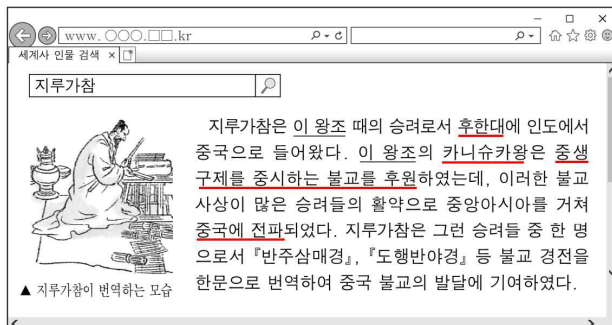 www. ○○○.□□.kr
세계사 인물 검색 ×
지루가참
지루가참은 이 왕조 때의 승려로서 후한대에 인도에서
중국으로 들어왔다. 이 왕조의 카니슈카왕은 중생
구제를 중시하는 불교를 후원하였는데, 이러한 불교
사상이 많은 승려들의 활약으로 중앙아시아를 거쳐
중국에 전파되었다. 지루가참은 그런 승려들 중 한 명
으로서 『반주삼매경』, 『도행반야경』 등 불교 경전을
한문으로 번역하여 중국 불교의 발달에 기여하였다.
▲ 지루가참이 번역하는 모습